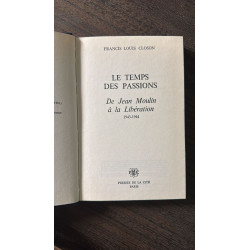 FRANCIS LOUIS CLOSON
LE TEMPS
DES PASSIONS
De Jean Moulin
à la Libération
1943-1944
PRESSES DE LA CITÉ
PARIS